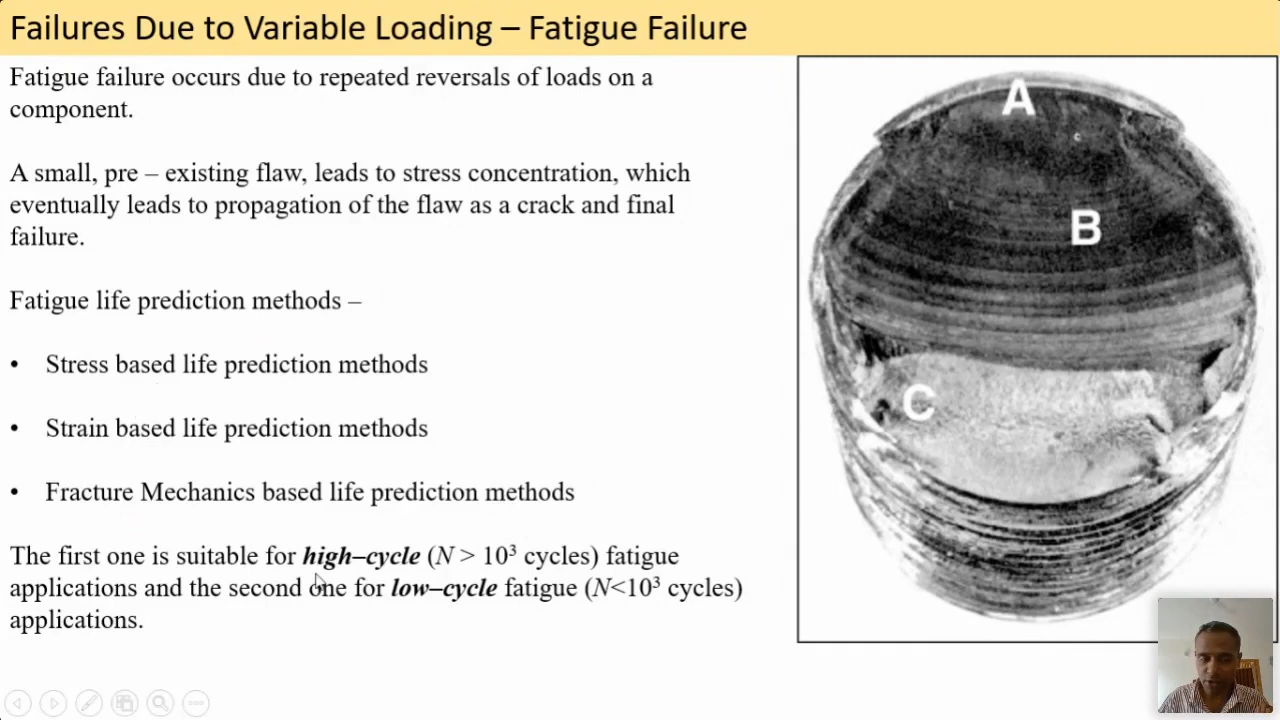 Failures Due to Variable Loading – Fatigue Failure
Fatigue failure occurs due to repeated reversals of loads on a
component.
A small, pre – existing flaw, leads to stress concentration, which
eventually leads to propagation of the flaw as a crack and final
failure.
Fatigue life prediction methods –
• Stress based life prediction methods
• Strain based life prediction methods
• Fracture Mechanics based life prediction methods
The first one is suitable for high–cycle (N > 10³ cycles) fatigue
applications and the second one for low–cycle fatigue (N<10³ cycles)
applications.
A
B
C